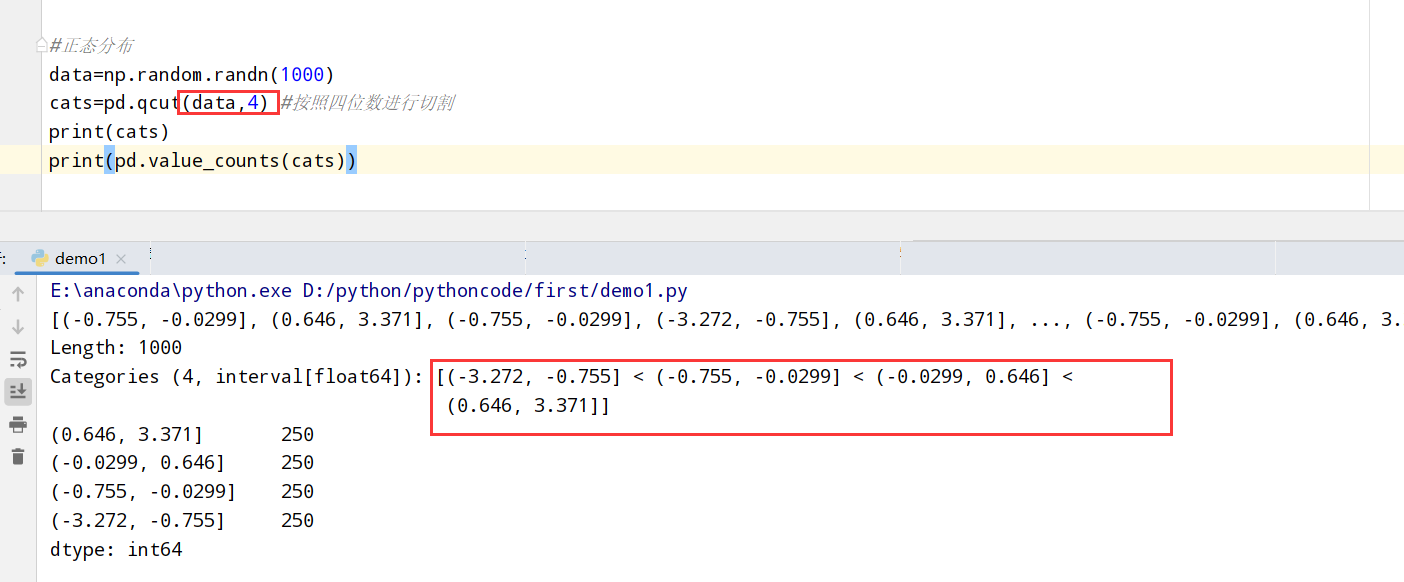 #正态分布
data=np.random.randn(1000)
cats=pd.qcut(data,4) #按照四位数进行切割
print(cats)
print(pd.value_counts(cats))
demo1
E:\anaconda\python.exe D:/python/pythoncode/first/demo1.py
[(-0.755, -0.0299], (0.646, 3.371], (-0.755, -0.0299], (-3.272, -0.755], (0.646, 3.371], ..., (-0.755, -0.0299], (0.646, 3.
Length: 1000
Categories (4, interval[float64]): [(-3.272, -0.755] < (-0.755, -0.0299] < (-0.0299, 0.646] <
(0.646, 3.371]]
(0.646, 3.371] 250
(-0.0299, 0.646] 250
(-0.755, -0.0299] 250
(-3.272, -0.755] 250
dtype: int64